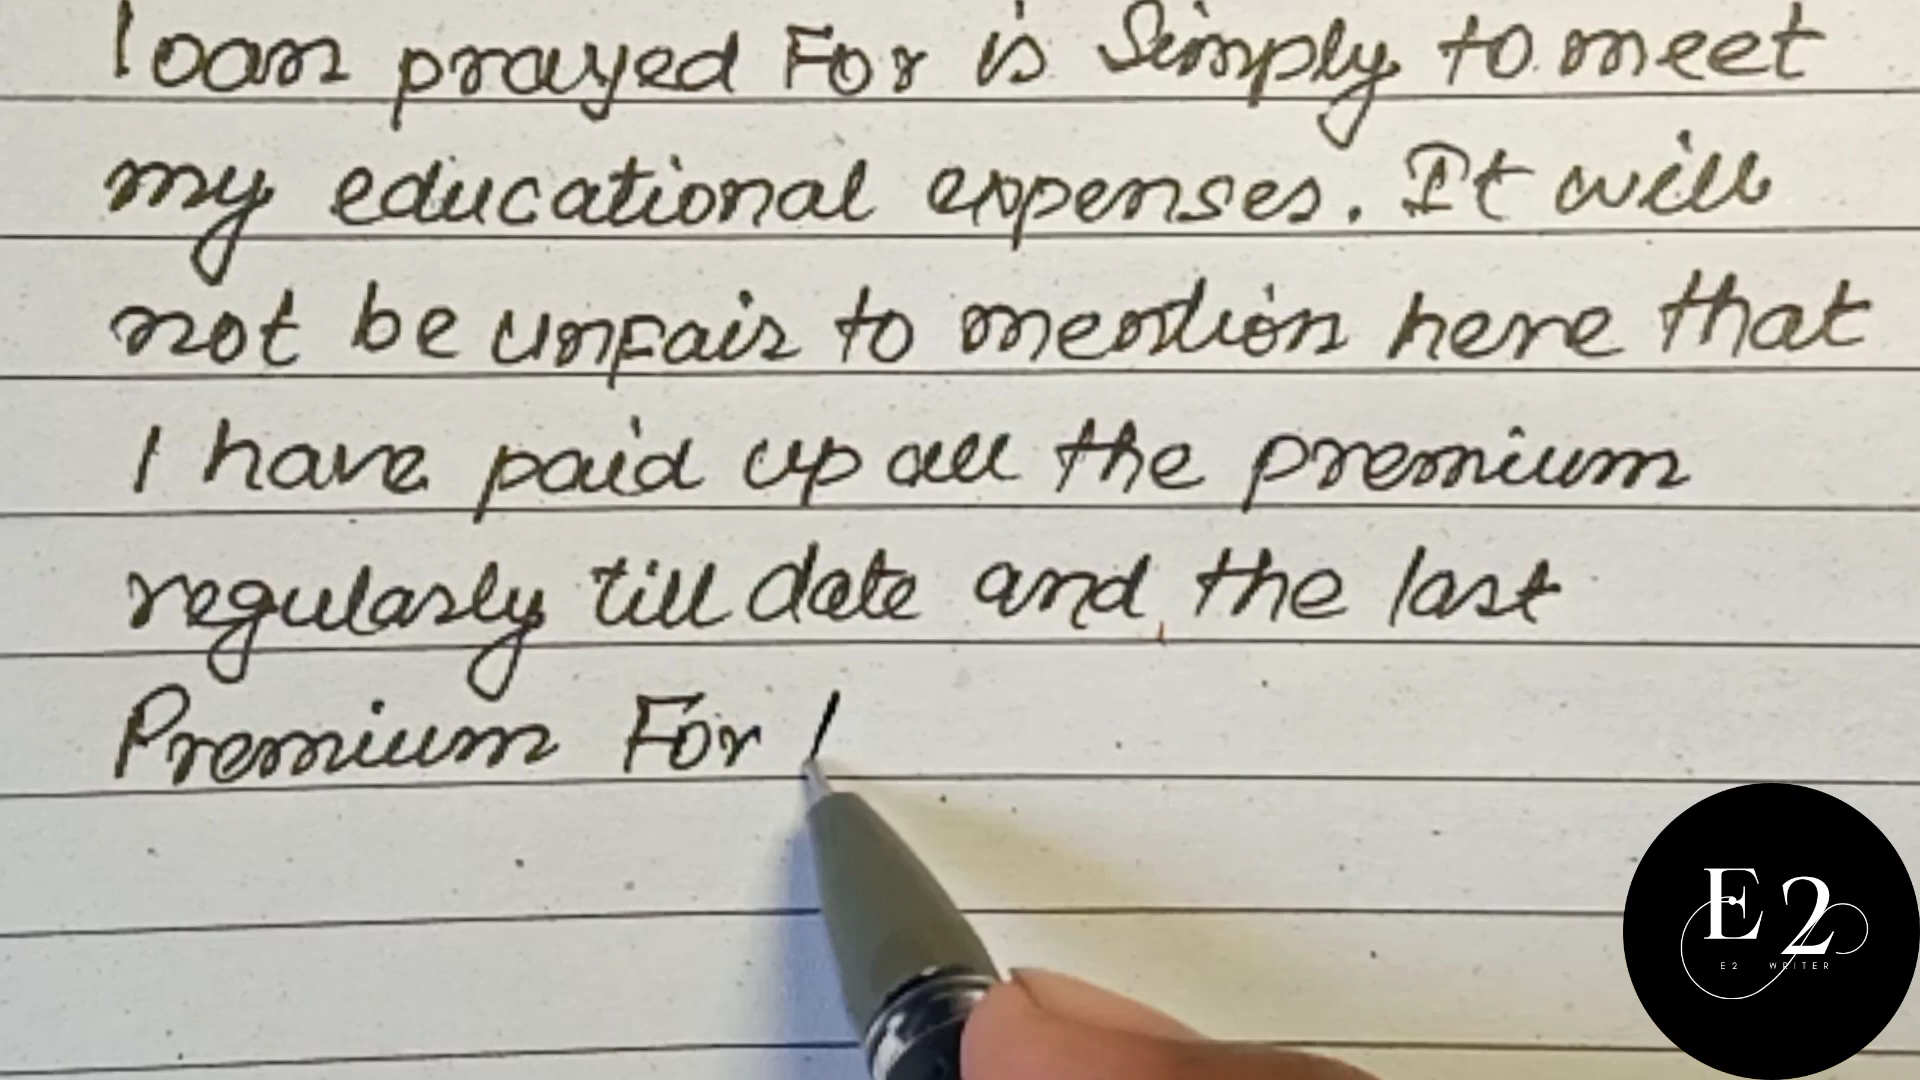 loan prayed For is Simply to meet
my educational expenses. It will
not be unfair to mention here that
I have paid up all the premium
regularly till date and the last
Premium For
E2
E2 WRITER